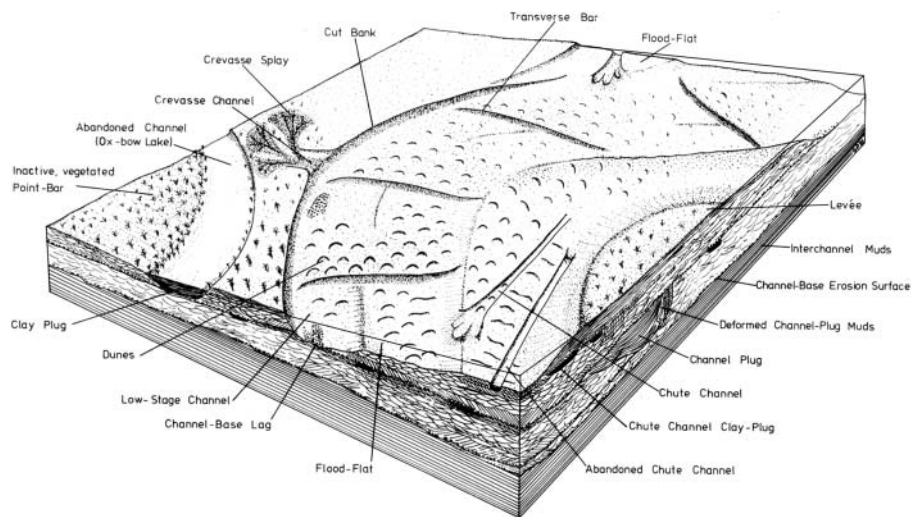 Transverse Bar
Flood-Flat
Cut Bank
Crevasse Splay
Crevasse Channel
Abandoned Channel
(Ox-bow Lake)
Inactive, vegetated
Point-Bar
Levée
Interchannel Muds
Channel-Base Erosion Surface
Clay Plug
Deformed Channel-Plug Muds
Dunes
Channel Plug
Low-Stage Channel
Chute Channel
Channel-Base Lag
Chute Channel Clay-Plug
Flood-Flat
Abandoned Chute Channel